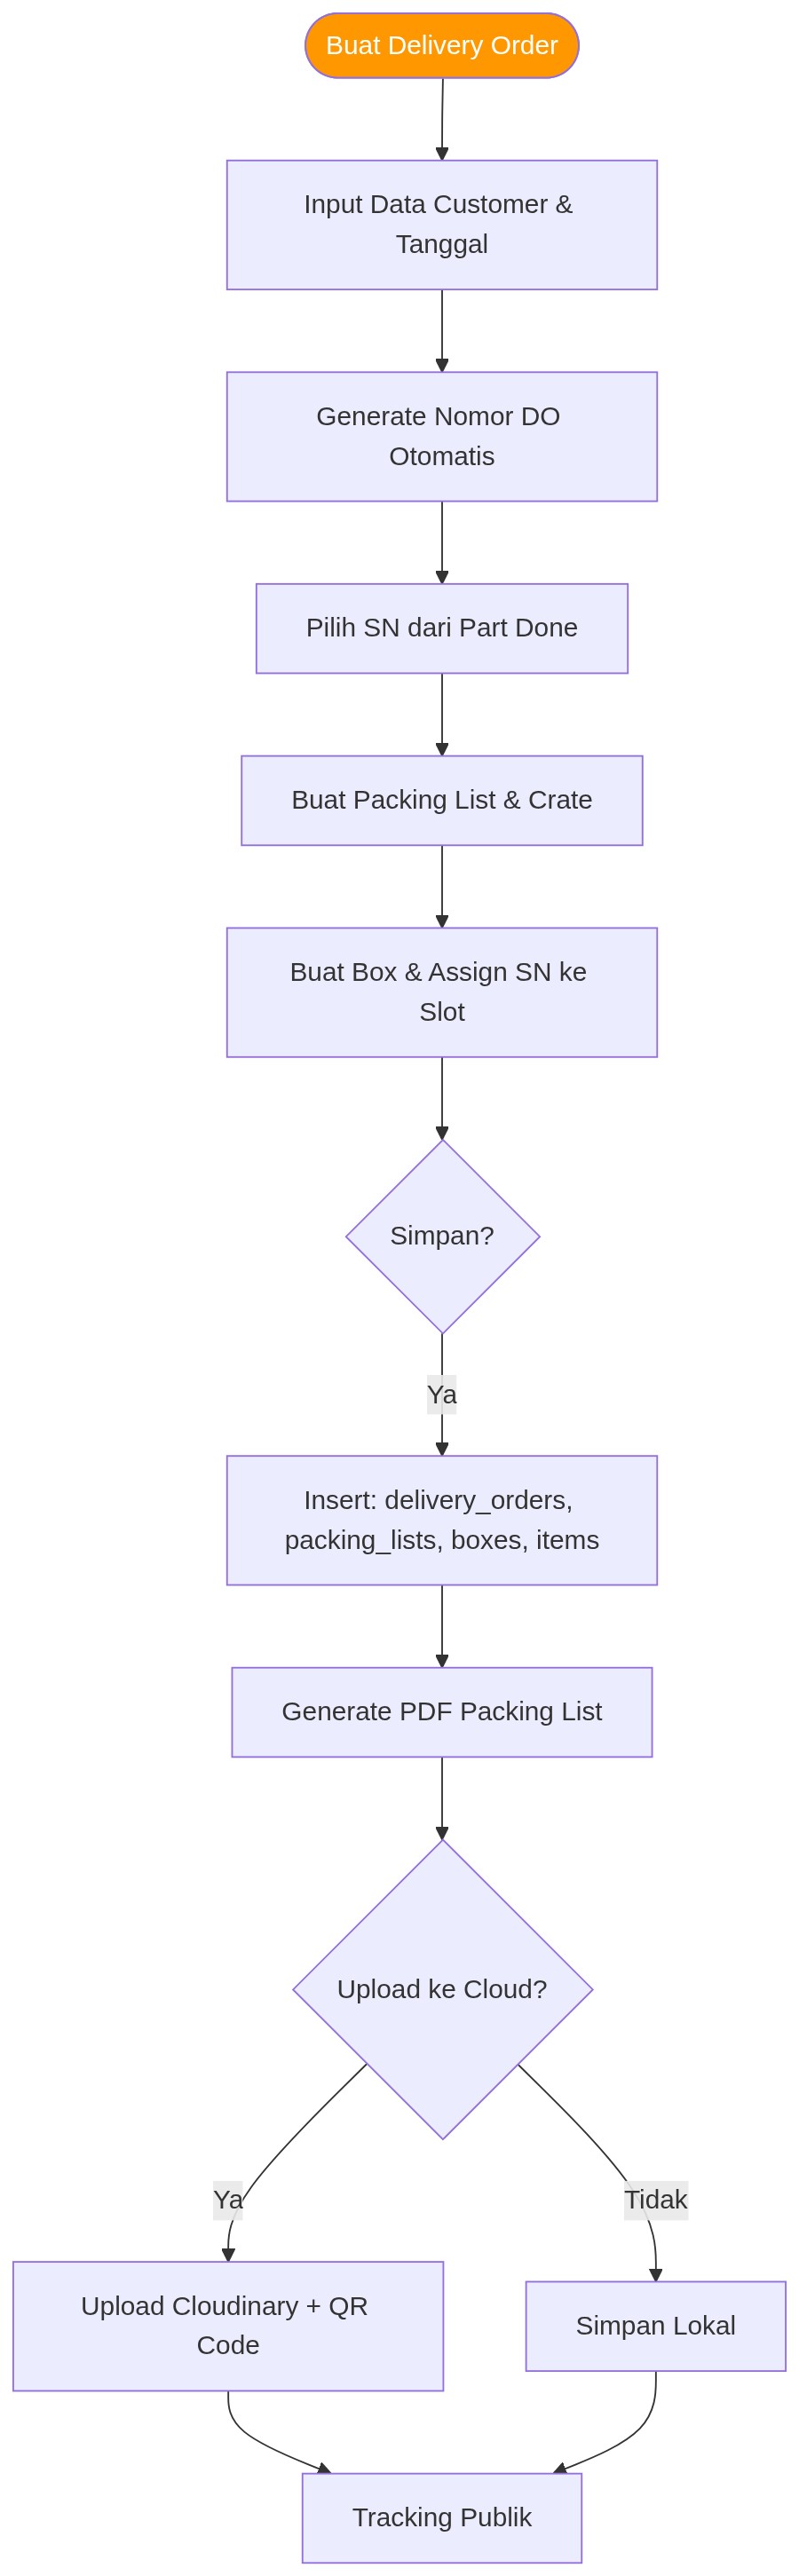 Buat Delivery Order
Input Data Customer &
Tanggal
Generate Nomor DO
Otomatis
Pilih SN dari Part Done
Buat Packing List & Crate
Buat Box & Assign SN ke
Slot
Simpan?
Ya
Insert: delivery_orders,
packing_lists, boxes, items
Generate PDF Packing List
Upload ke Cloud?
Ya
Tidak
Upload Cloudinary + QR
Code
Simpan Lokal
Tracking Publik